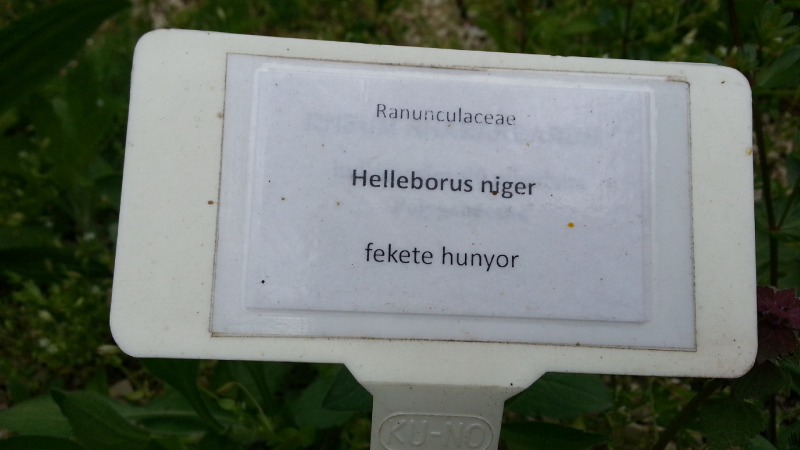 Ranunculaceae
Helleborus niger
fekete hunyor
KU-NO